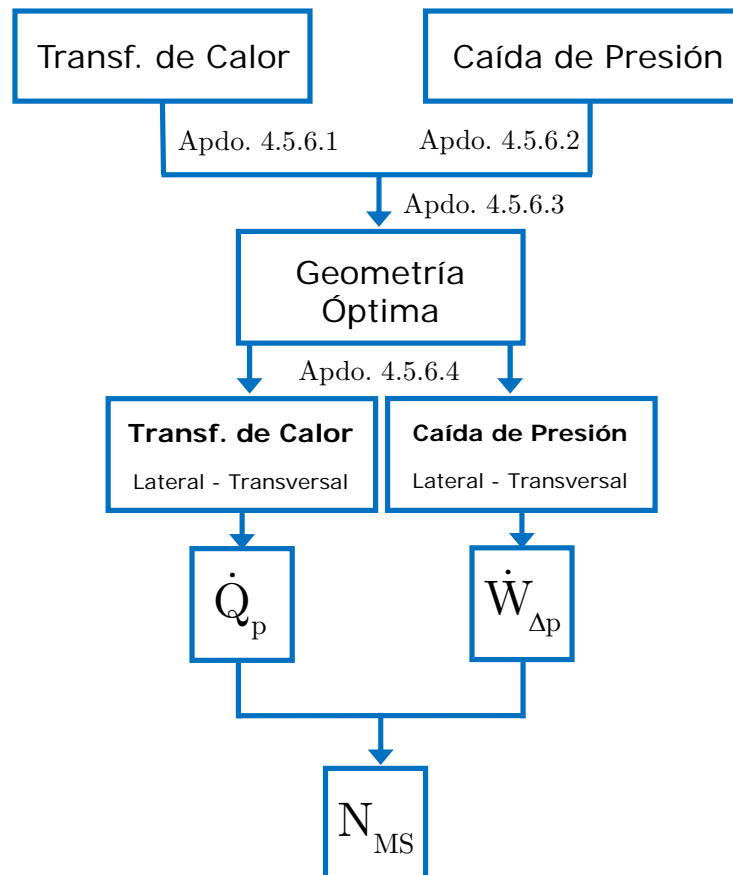 Transf. de Calor
Caída de Presión
Apdo. 4.5.6.1
Apdo. 4.5.6.2
Apdo. 4.5.6.3
Geometría
Óptima
Apdo. 4.5.6.4
Transf. de Calor
Lateral - Transversal
Caída de Presión
Lateral - Transversal
Q̇p
ẆΔp
NMS